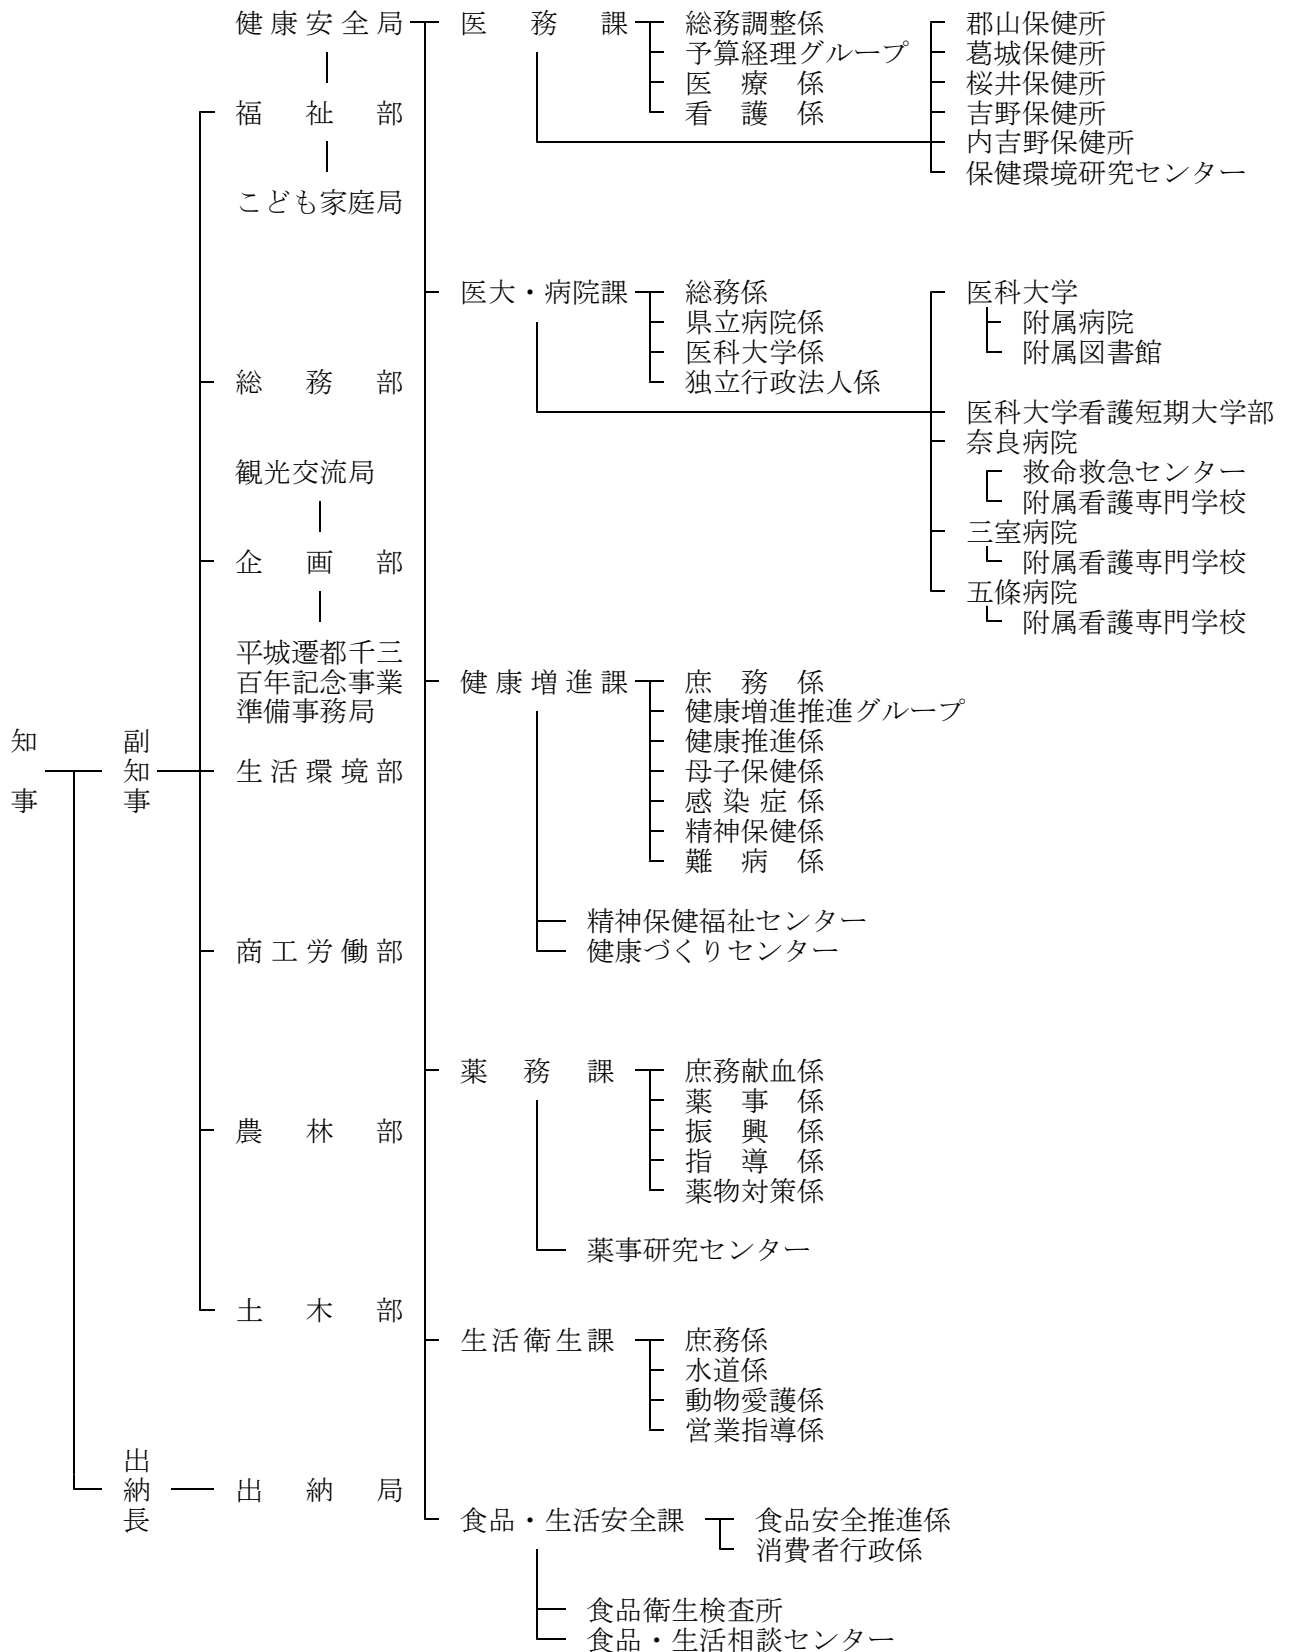 知事
副知事
出納長
健康安全局
福祉部
こども家庭局
総務部
観光交流局
企画部
平城遷都千三
百年記念事業
準備事務局
生活環境部
商工労働部
農林部
土木部
出納局
医務課
総務調整係
予算経理グループ
医療係
看護係
郡山保健所
葛城保健所
桜井保健所
吉野保健所
内吉野保健所
保健環境研究センター
医大・病院課
総務係
県立病院係
医科大学係
独立行政法人係
医科大学
附属病院
附属図書館
医科大学看護短期大学部
奈良病院
救命救急センター
附属看護専門学校
三室病院
附属看護専門学校
五條病院
附属看護専門学校
健康増進課
庶務係
健康増進推進グループ
健康推進係
母子保健係
感染症係
精神保健係
難病係
精神保健福祉センター
健康づくりセンター
薬務課
庶務献血係
薬事係
振興係
指導係
薬物対策係
薬事研究センター
生活衛生課
庶務係
水道係
動物愛護係
営業指導係
食品・生活安全課
食品安全推進係
消費者行政係
食品衛生検査所
食品・生活相談センター